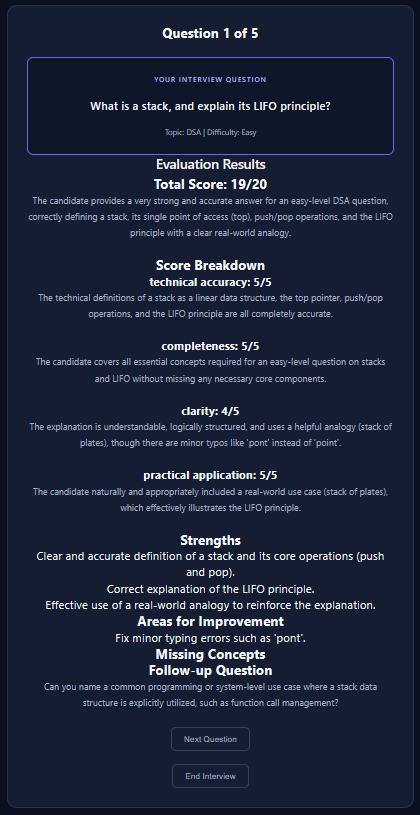 Question 1 of 5
YOUR INTERVIEW QUESTION
What is a stack, and explain its LIFO principle?
Topic: DSA | Difficulty: Easy
Evaluation Results
Total Score: 19/20
The candidate provides a very strong and accurate answer for an easy-level DSA question,
correctly defining a stack, its single point of access (top), push/pop operations, and the LIFO
principle with a clear real-world analogy.
Score Breakdown
technical accuracy: 5/5
The technical definitions of a stack as a linear data structure, the top pointer, push/pop
operations, and the LIFO principle are all completely accurate.
completeness: 5/5
The candidate covers all essential concepts required for an easy-level question on stacks
and LIFO without missing any necessary core components.
clarity: 4/5
The explanation is understandable, logically structured, and uses a helpful analogy (stack of
plates), though there are minor typos like 'pont' instead of 'point'.
practical application: 5/5
The candidate naturally and appropriately included a real-world use case (stack of plates),
which effectively illustrates the LIFO principle.
Strengths
Clear and accurate definition of a stack and its core operations (push
and pop).
Correct explanation of the LIFO principle.
Effective use of a real-world analogy to reinforce the explanation.
Areas for Improvement
Fix minor typing errors such as 'pont'.
Missing Concepts
Follow-up Question
Can you name a common programming or system-level use case where a stack data
structure is explicitly utilized, such as function call management?
Next Question
End Interview